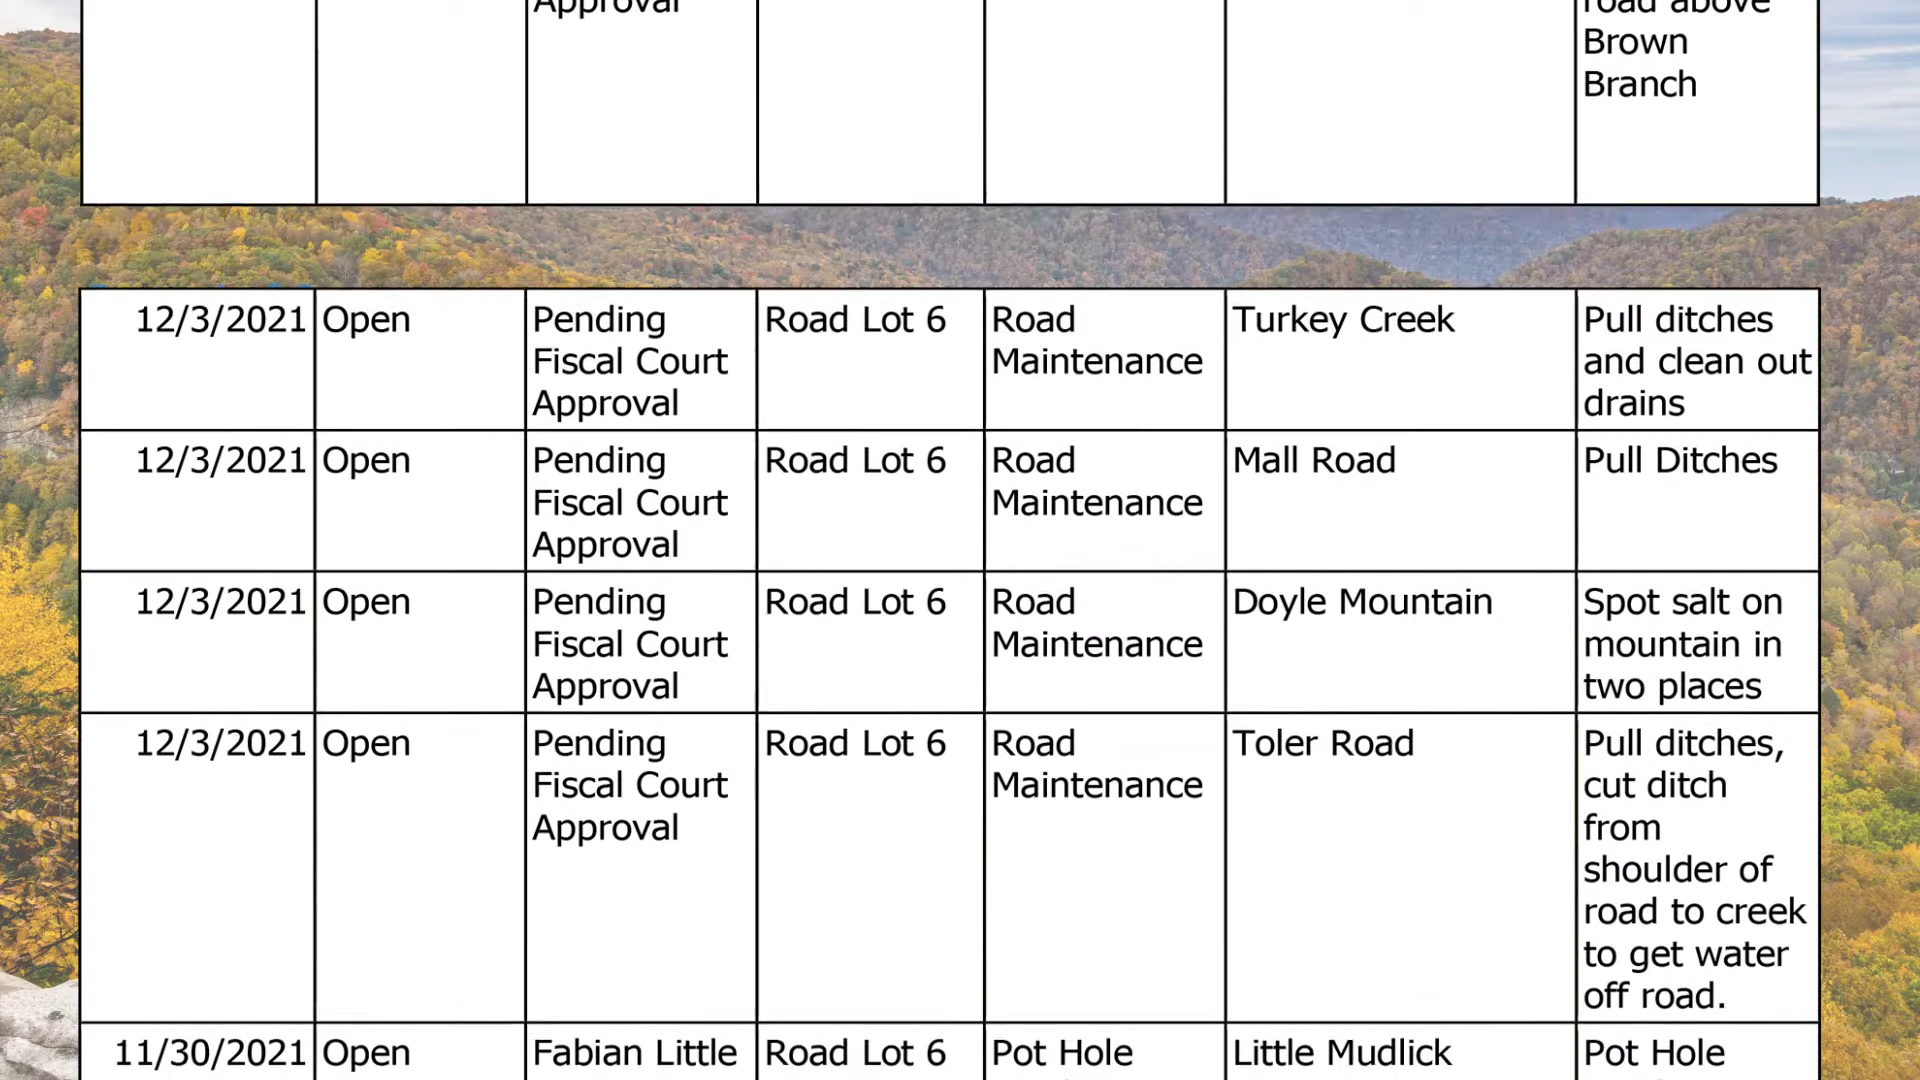 Approval
road above
Brown
Branch
12/3/2021 Open Pending Road Lot 6 Road Turkey Creek Pull ditches
Fiscal Court Maintenance and clean out
Approval drains
12/3/2021 Open Pending Road Lot 6 Road Mall Road Pull Ditches
Fiscal Court Maintenance
Approval
12/3/2021 Open Pending Road Lot 6 Road Doyle Mountain Spot salt on
Fiscal Court Maintenance mountain in
Approval two places
12/3/2021 Open Pending Road Lot 6 Road Toler Road Pull ditches,
Fiscal Court Maintenance cut ditch
Approval from
shoulder of
road to creek
to get water
off road.
11/30/2021 Open Fabian Little Road Lot 6 Pot Hole Little Mudlick Pot Hole